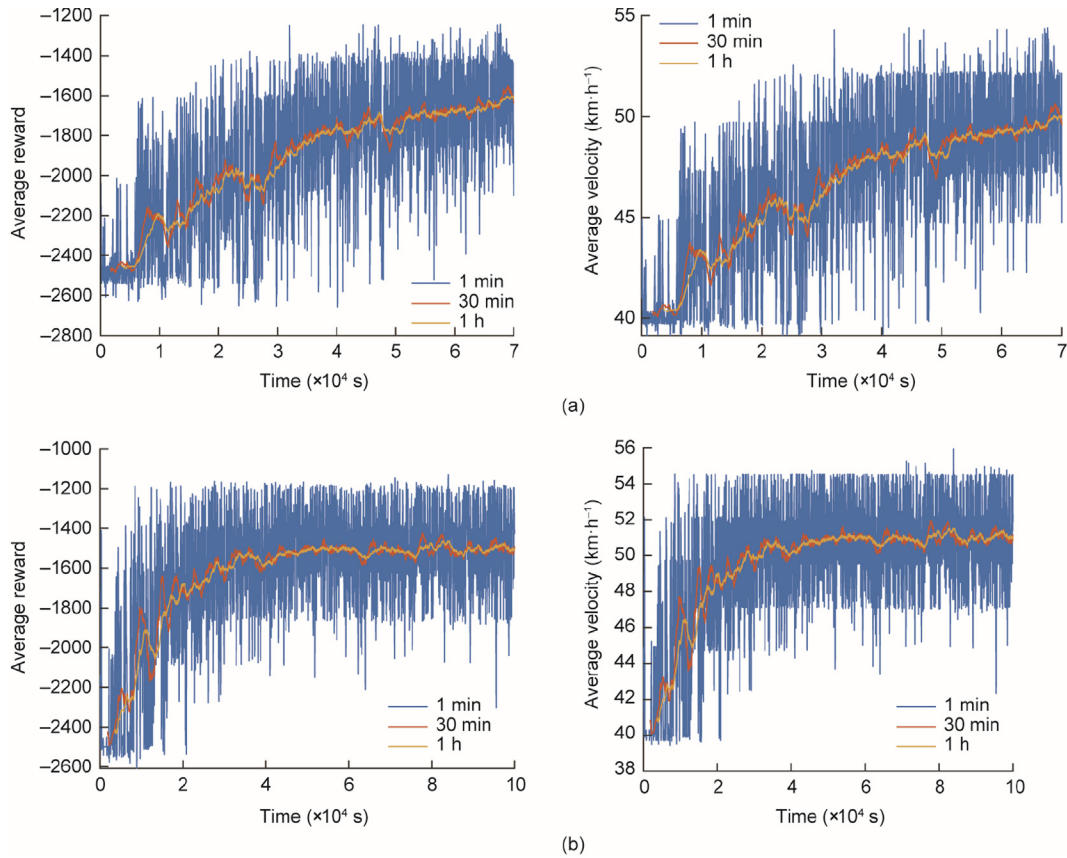 Average reward
−1200
−1400
−1600
−1800
−2000
−2200
−2400
−2600
−2800
1 min
30 min
1 h
0 1 2 3 4 5 6 7
Time (×10⁴ s)
Average velocity (km·h⁻¹)
55
50
45
40
1 min
30 min
1 h
0 1 2 3 4 5 6 7
Time (×10⁴ s)
(a)
Average reward
−1000
−1200
−1400
−1600
−1800
−2000
−2200
−2400
−2600
1 min
30 min
1 h
0 2 4 6 8 10
Time (×10⁴ s)
Average velocity (km·h⁻¹)
56
54
52
50
48
46
44
42
40
38
1 min
30 min
1 h
0 2 4 6 8 10
Time (×10⁴ s)
(b)